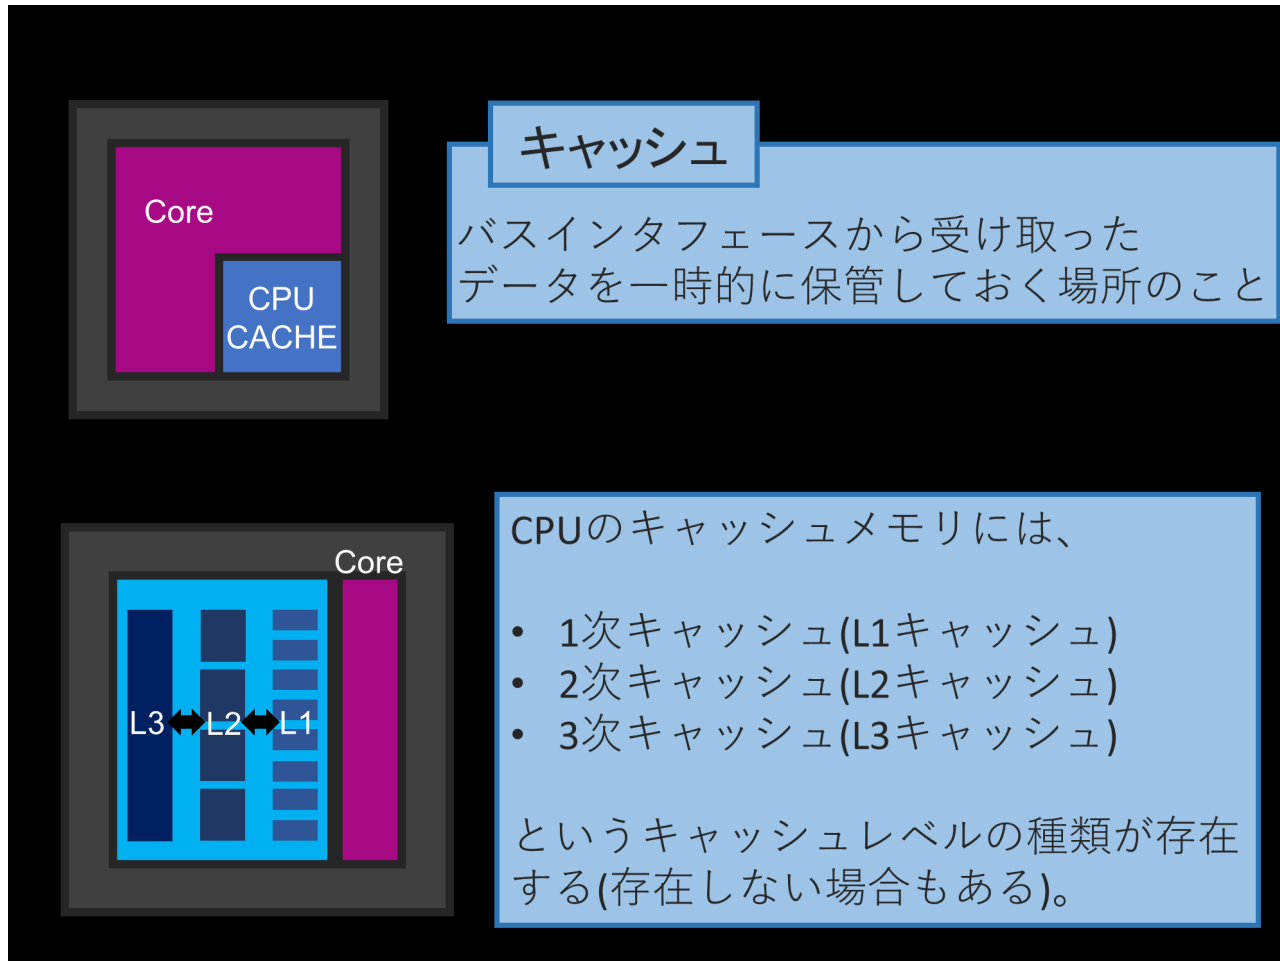 キャッシュ
バスインタフェースから受け取った
データを一時的に保管しておく場所のこと
Core
CPU
CACHE
CPUのキャッシュメモリには、
• 1次キャッシュ(L1キャッシュ)
• 2次キャッシュ(L2キャッシュ)
• 3次キャッシュ(L3キャッシュ)
というキャッシュレベルの種類が存在
する(存在しない場合もある)。
Core
L3
L2
L1